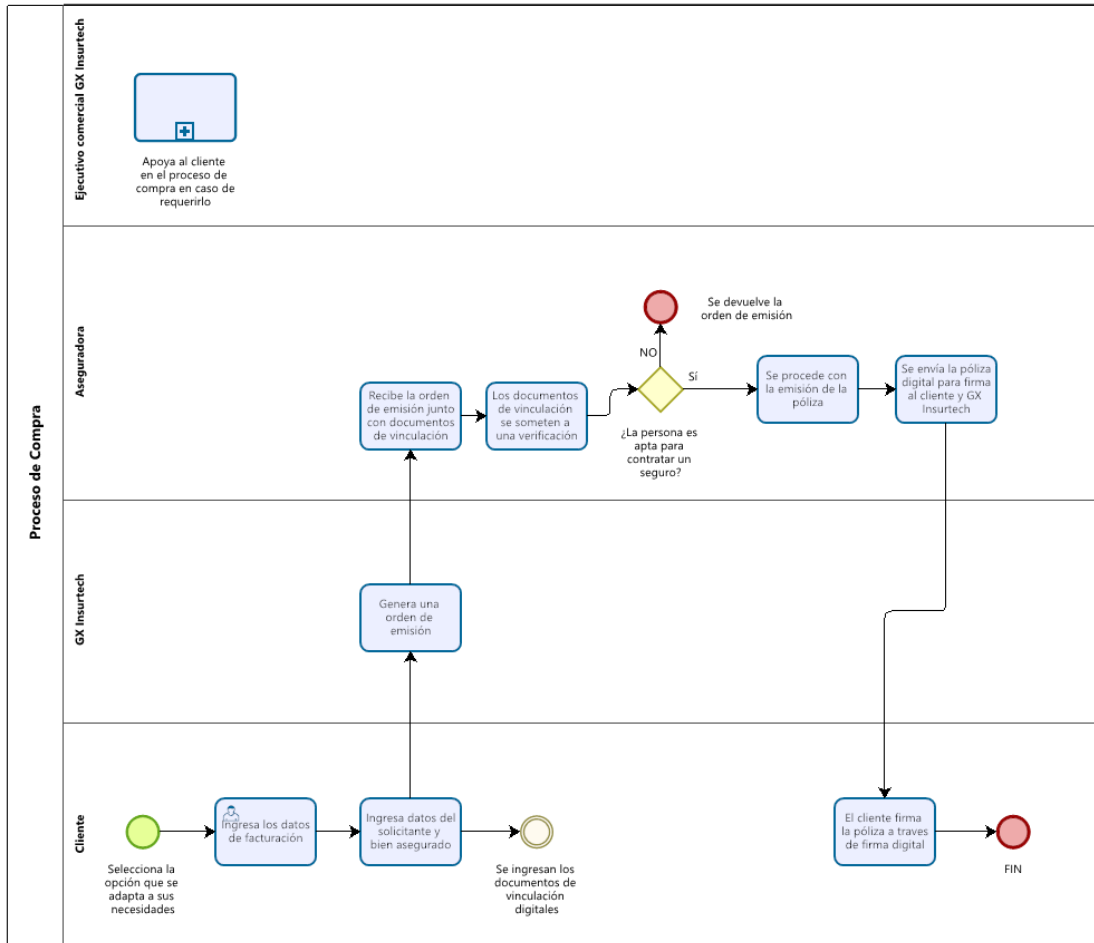 Proceso de Compra
Ejecutivo comercial GX Insurtech
Apoya al cliente
en el proceso de
compra en caso de
requerirlo
Aseguradora
Recibe la orden
de emisión junto
con documentos
de vinculación
Los documentos
de vinculación
se someten a
una verificación
NO
Se devuelve la
orden de emisión
Sí
¿La persona es
apta para
contratar un
seguro?
Se procede con
la emisión de la
póliza
Se envía la póliza
digital para firma
al cliente y GX
Insurtech
GX Insurtech
Genera una
orden de
emisión
Cliente
Selecciona la
opción que se
adapta a sus
necesidades
Ingresa los datos
de facturación
Ingresa datos del
solicitante y
bien asegurado
Se ingresan los
documentos de
vinculación
digitales
El cliente firma
la póliza a traves
de firma digital
FIN